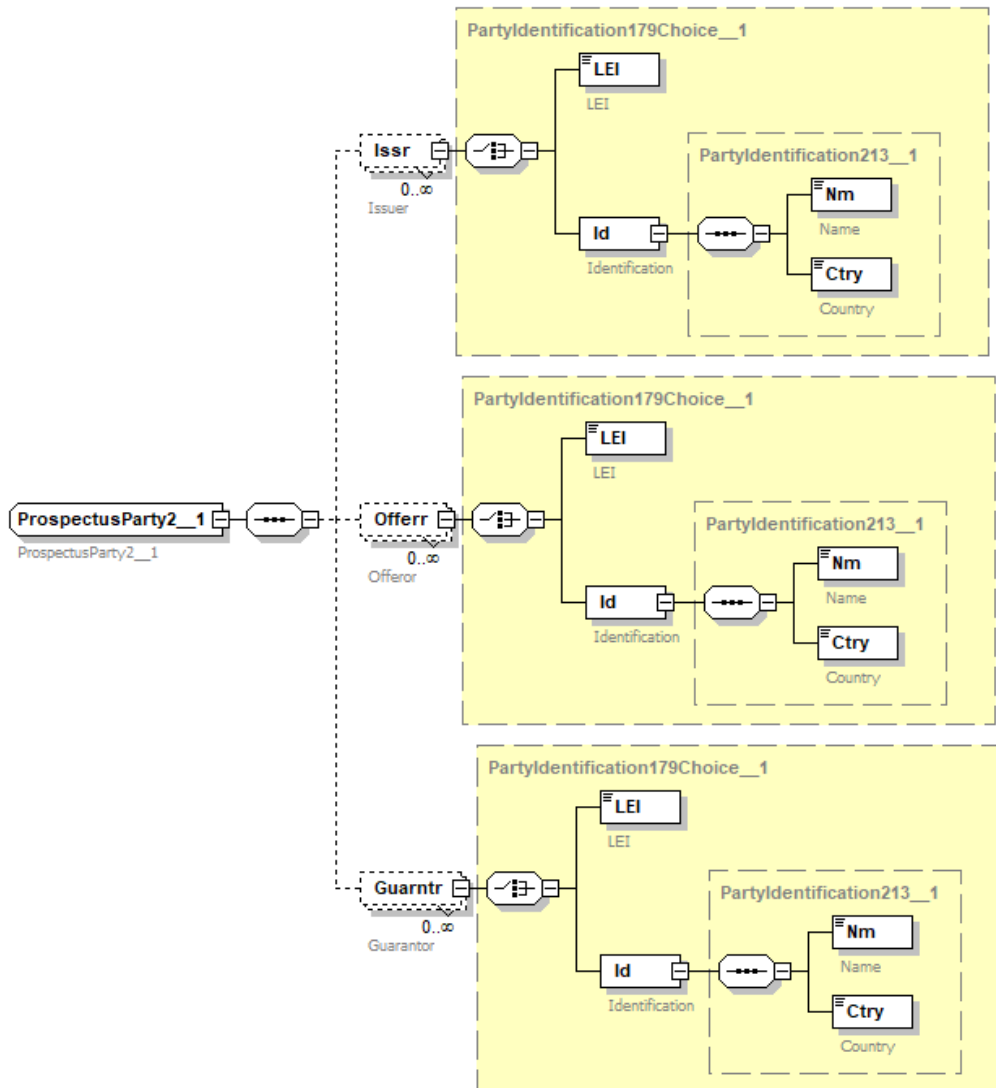 PartyIdentification179Choice__1
LEI
LEI
PartyIdentification213__1
Issr
0..∞
Issuer
Nm
Name
Id
Identification
Ctry
Country
PartyIdentification179Choice__1
LEI
LEI
PartyIdentification213__1
ProspectusParty2__1
ProspectusParty2__1
Offerr
0..∞
Offeror
Nm
Name
Id
Identification
Ctry
Country
PartyIdentification179Choice__1
LEI
LEI
PartyIdentification213__1
Guarntr
0..∞
Guarantor
Nm
Name
Id
Identification
Ctry
Country